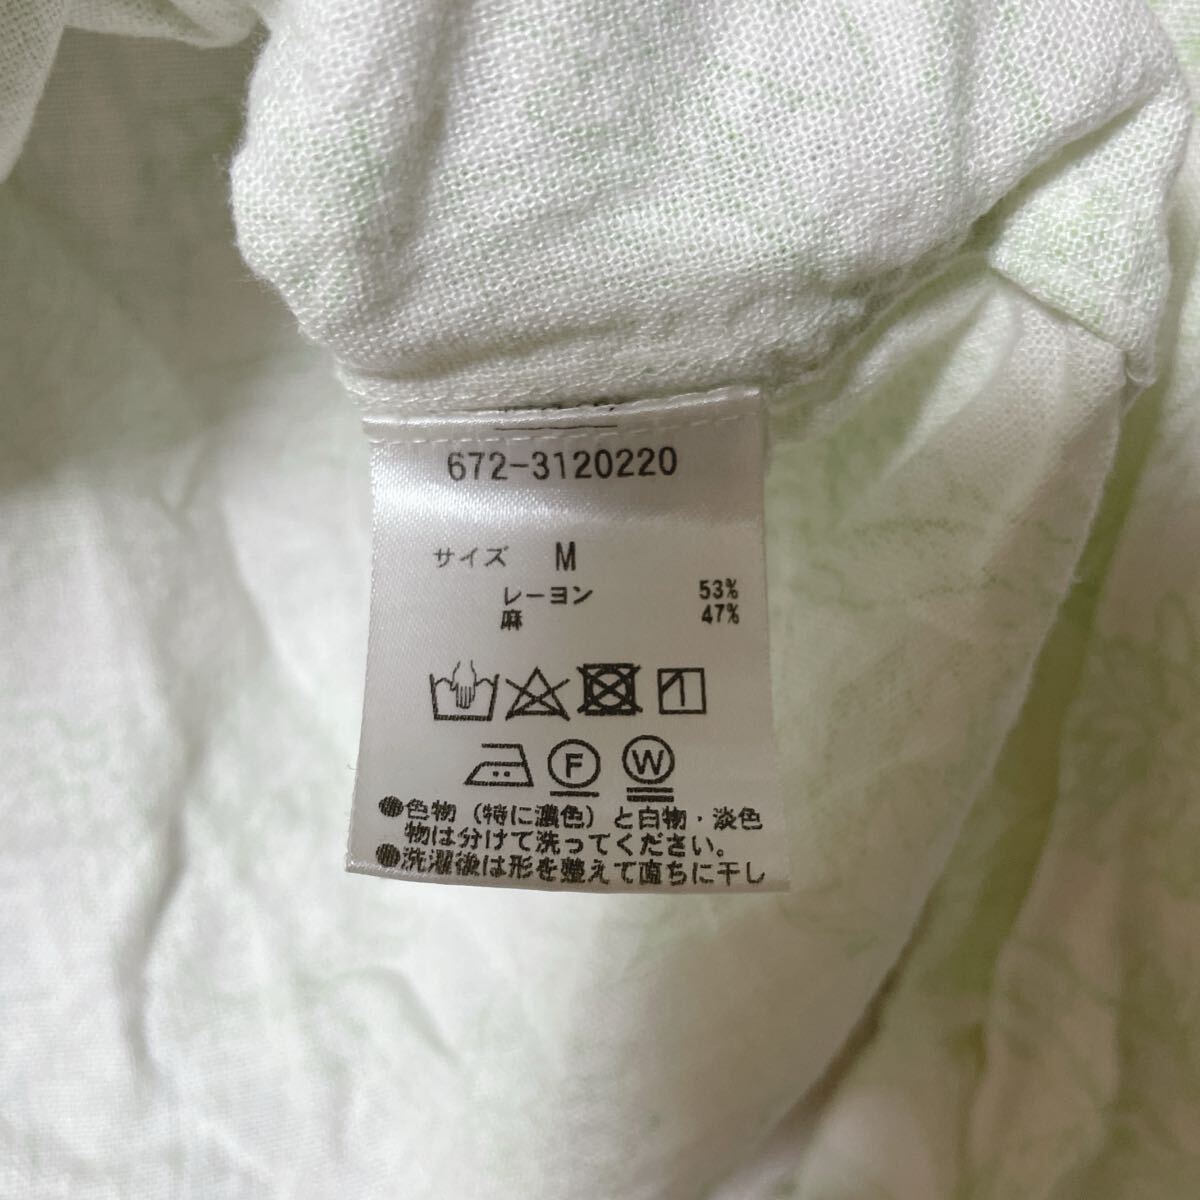 672-3120220
サイズ M
レーヨン 53%
麻 47%
F W
●色物（特に濃色）と白物・淡色
物は分けて洗ってください。
●洗濯後は形を整えて直ちに干し